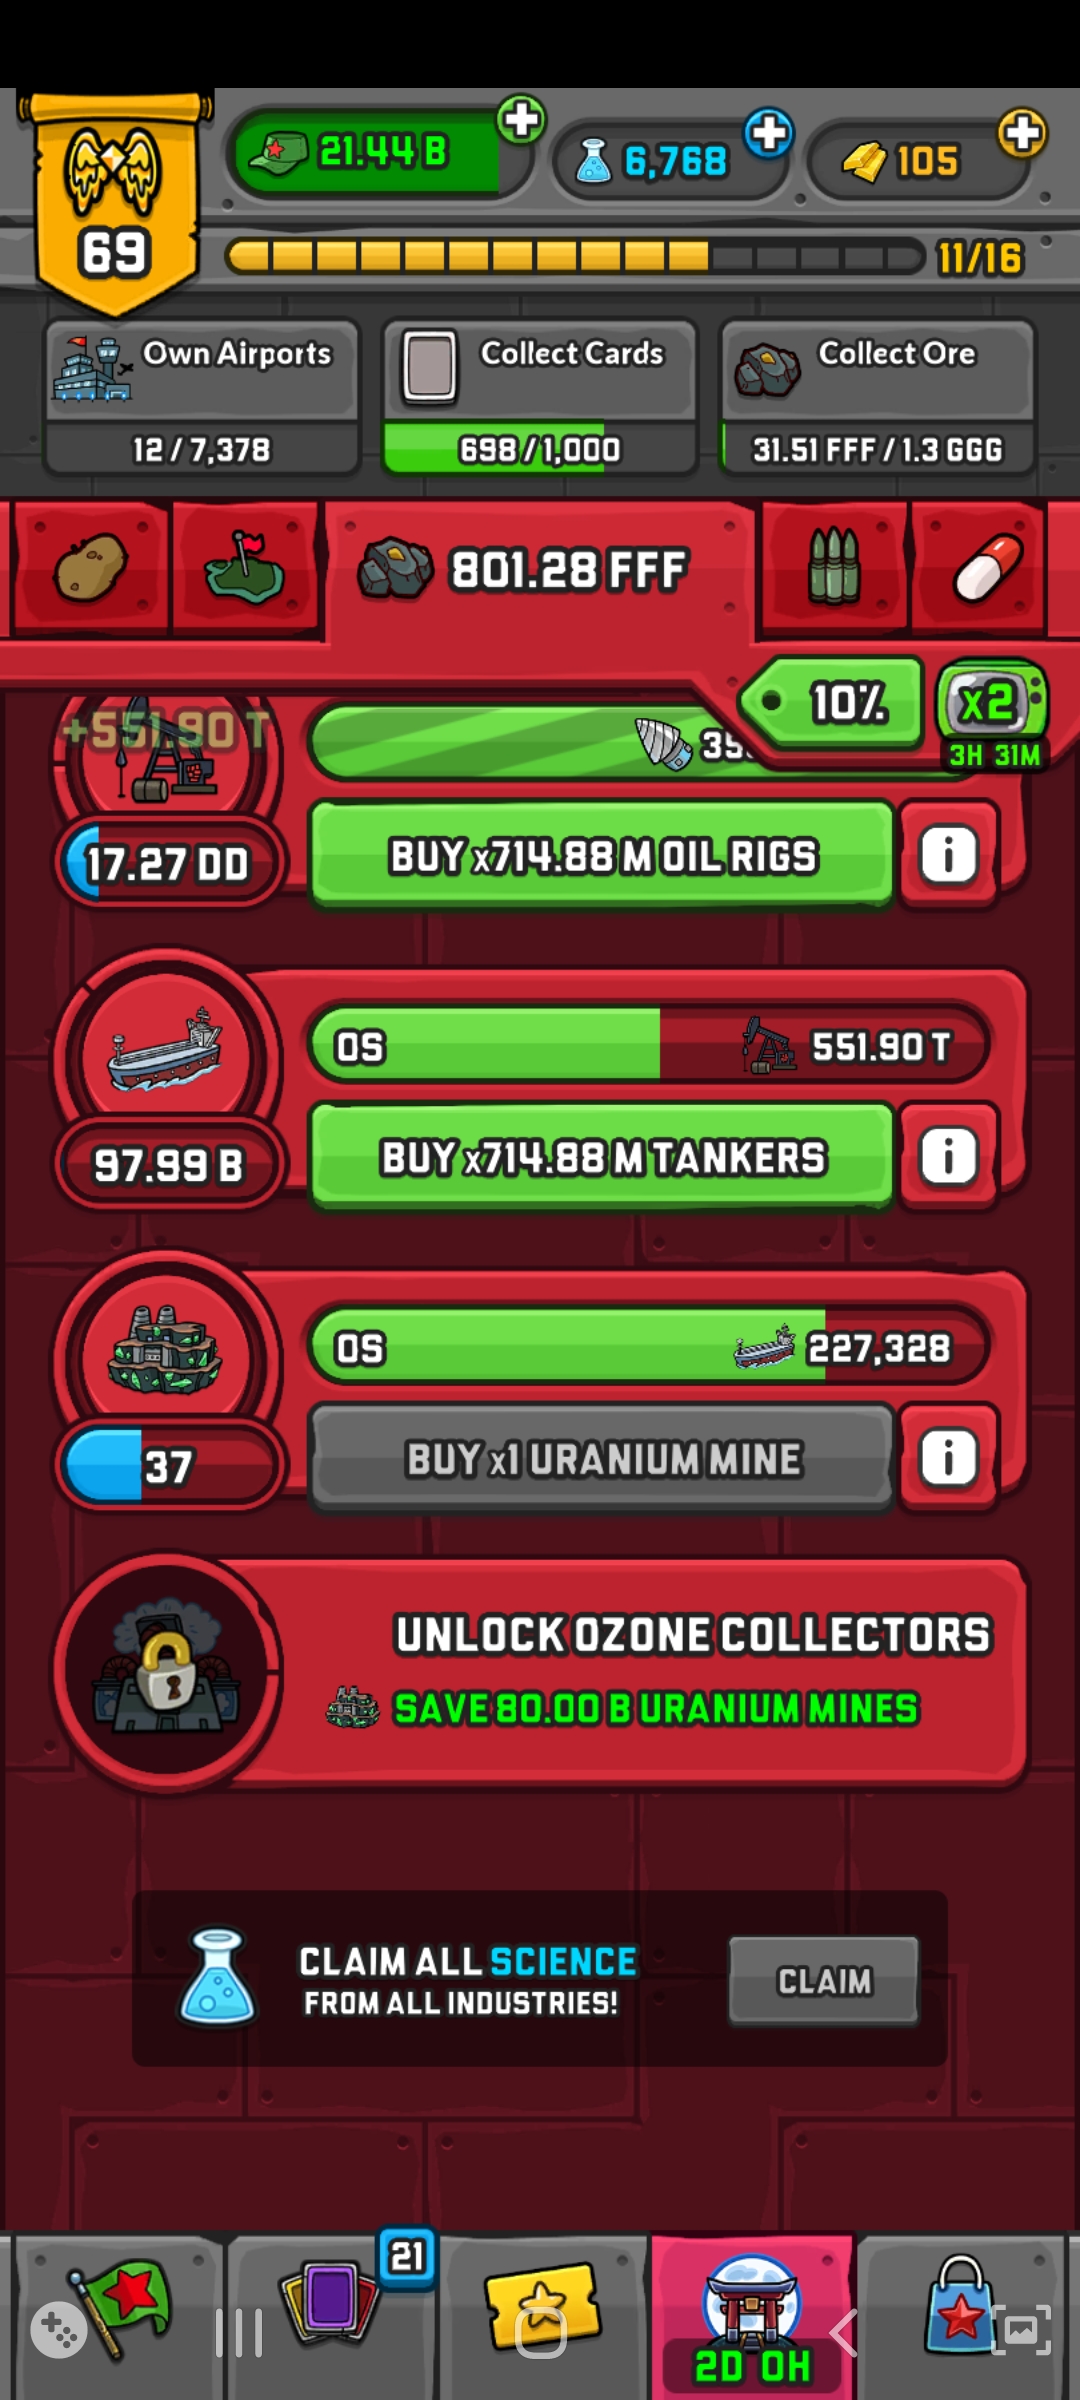 21.44 B
6,768
105
69
11/16
Own Airports
Collect Cards
Collect Ore
12 / 7,378
698 / 1,000
31.51 FFF / 1.3 GGG
801.28 FFF
10%
x2
3H 31M
+551.90 T
17.27 DD
BUY x714.88 M OIL RIGS
i
0S
551.90 T
97.99 B
BUY x714.88 M TANKERS
i
0S
227,328
37
BUY x1 URANIUM MINE
i
UNLOCK OZONE COLLECTORS
SAVE 80.00 B URANIUM MINES
CLAIM ALL SCIENCE
FROM ALL INDUSTRIES!
CLAIM
21
2D 0H